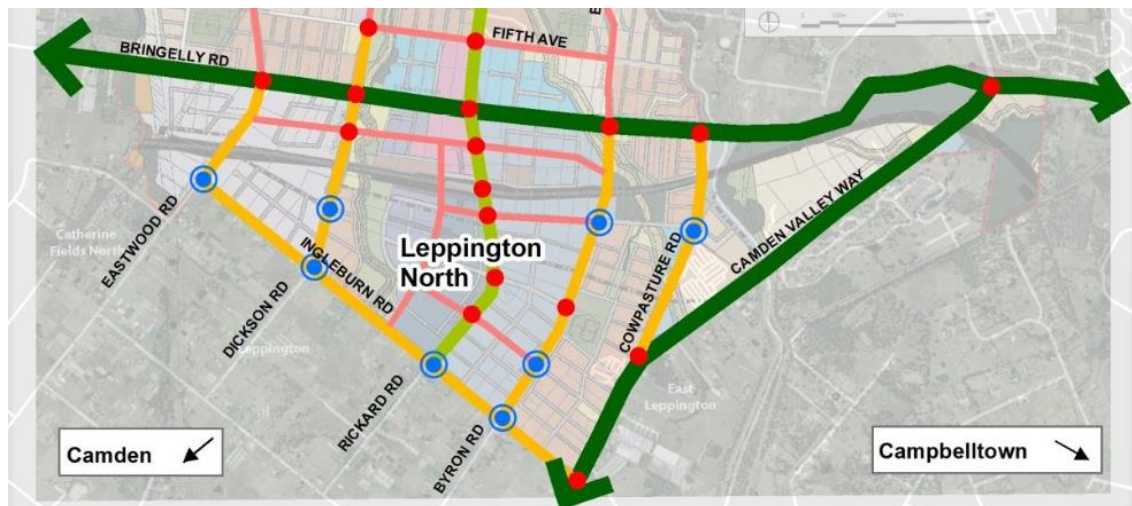 FIFTH AVE
BRINGELLY RD
CAMDEN VALLEY WAY
EASTWOOD RD
Catherine
Fields North
INGLEBURN RD
Leppington
North
COWPASTURE RD
DICKSON RD
Leppington
RICKARD RD
East
Leppington
BYRON RD
Camden
Campbelltown